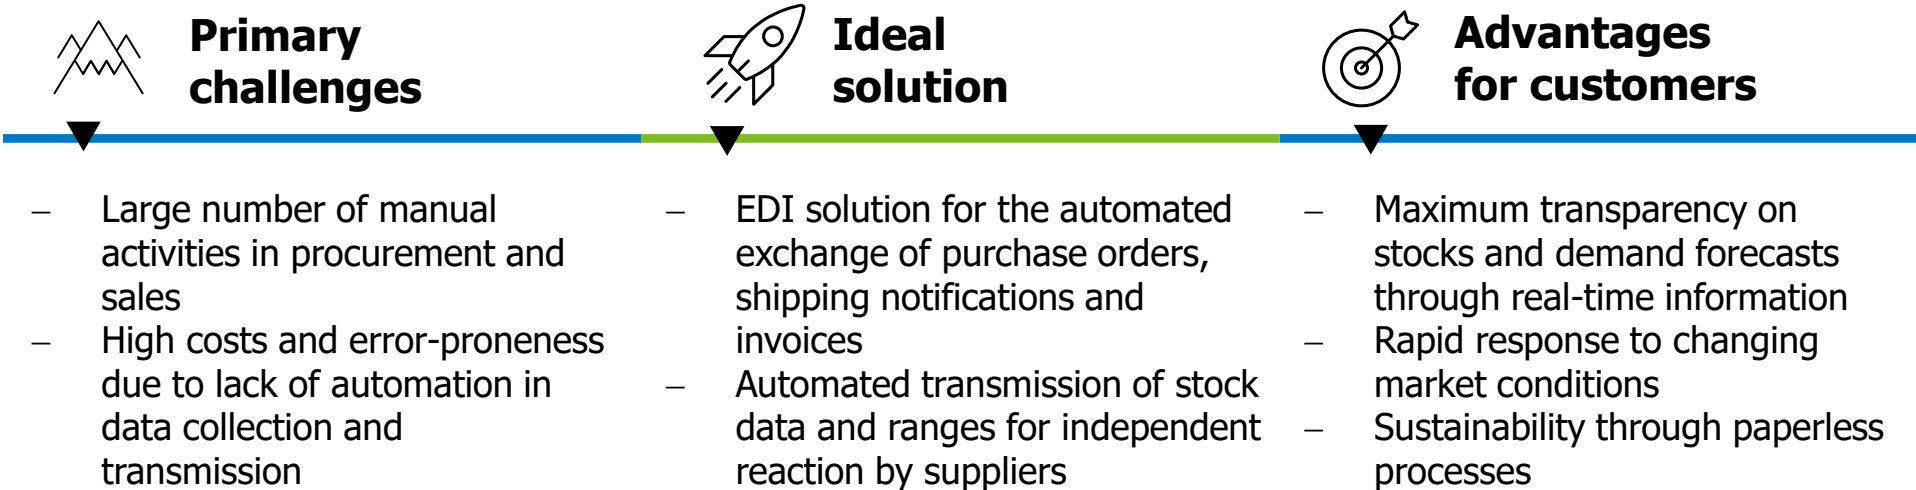 Primary
challenges
– Large number of manual
activities in procurement and
sales
– High costs and error-proneness
due to lack of automation in
data collection and
transmission
Ideal
solution
– EDI solution for the automated
exchange of purchase orders,
shipping notifications and
invoices
– Automated transmission of stock
data and ranges for independent
reaction by suppliers
Advantages
for customers
– Maximum transparency on
stocks and demand forecasts
through real-time information
– Rapid response to changing
market conditions
– Sustainability through paperless
processes